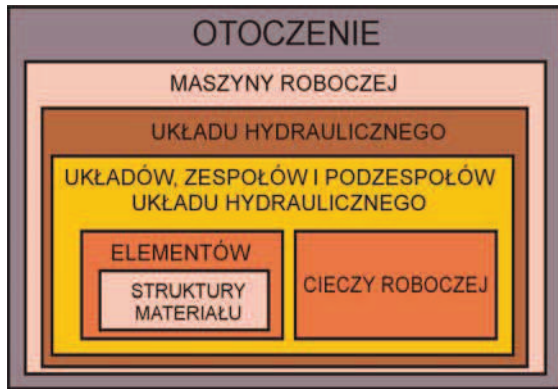 OTOCZENIE
MASZYNY ROBOCZEJ
UKŁADU HYDRAULICZNEGO
UKŁADÓW, ZESPOŁÓW I PODZESPOŁÓW
UKŁADU HYDRAULICZNEGO
ELEMENTÓW
STRUKTURY
MATERIAŁU
CIECZY ROBOCZEJ